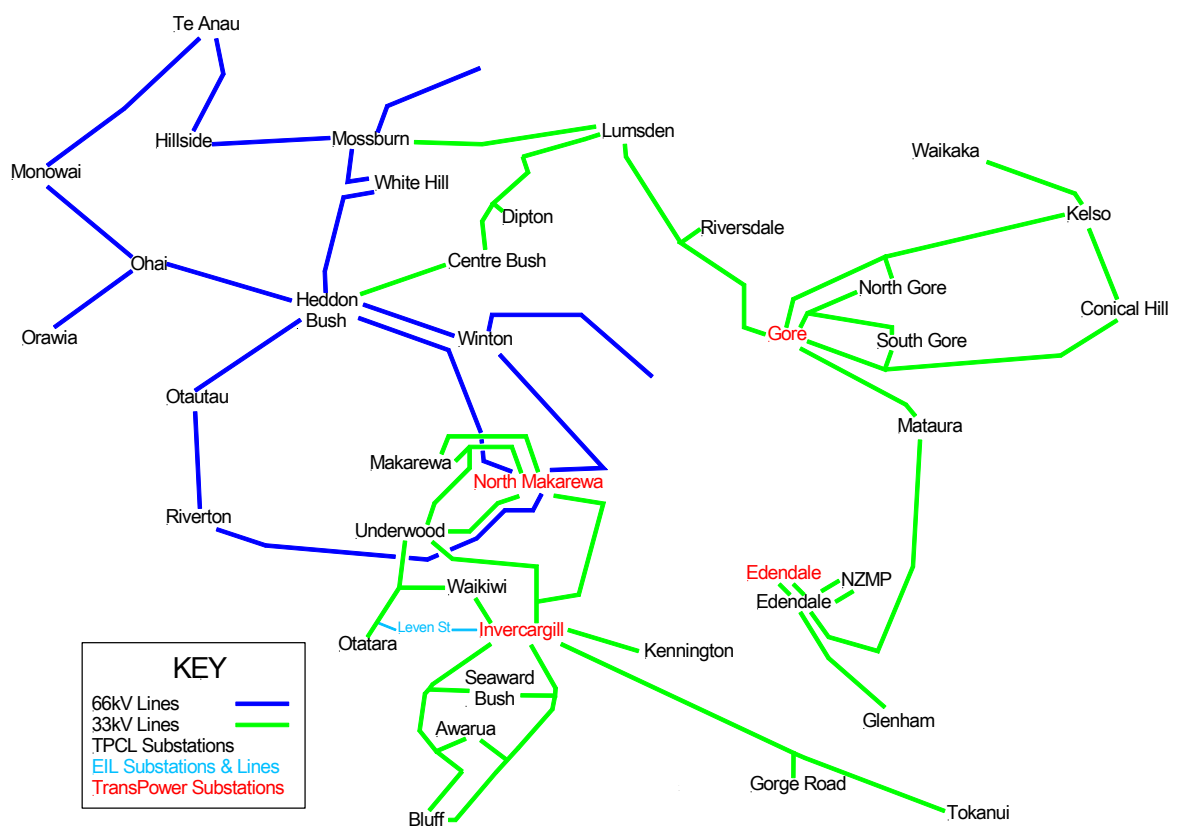 Te Anau
Hillside
Mossburn
Lumsden
Waikaka
Monowai
White Hill
Dipton
Riversdale
Kelso
Ohai
Centre Bush
North Gore
Heddon
Bush
Conical Hill
Orawia
Winton
Gore
South Gore
Otautau
Mataura
Makarewa
North Makarewa
Riverton
Underwood
Edendale
NZMP
Waikiwi
Edendale
Leven St
Invercargill
Otatara
Kennington
KEY
66kV Lines
33kV Lines
TPCL Substations
EIL Substations & Lines
TransPower Substations
Seaward
Bush
Glenham
Awarua
Gorge Road
Bluff
Tokanui